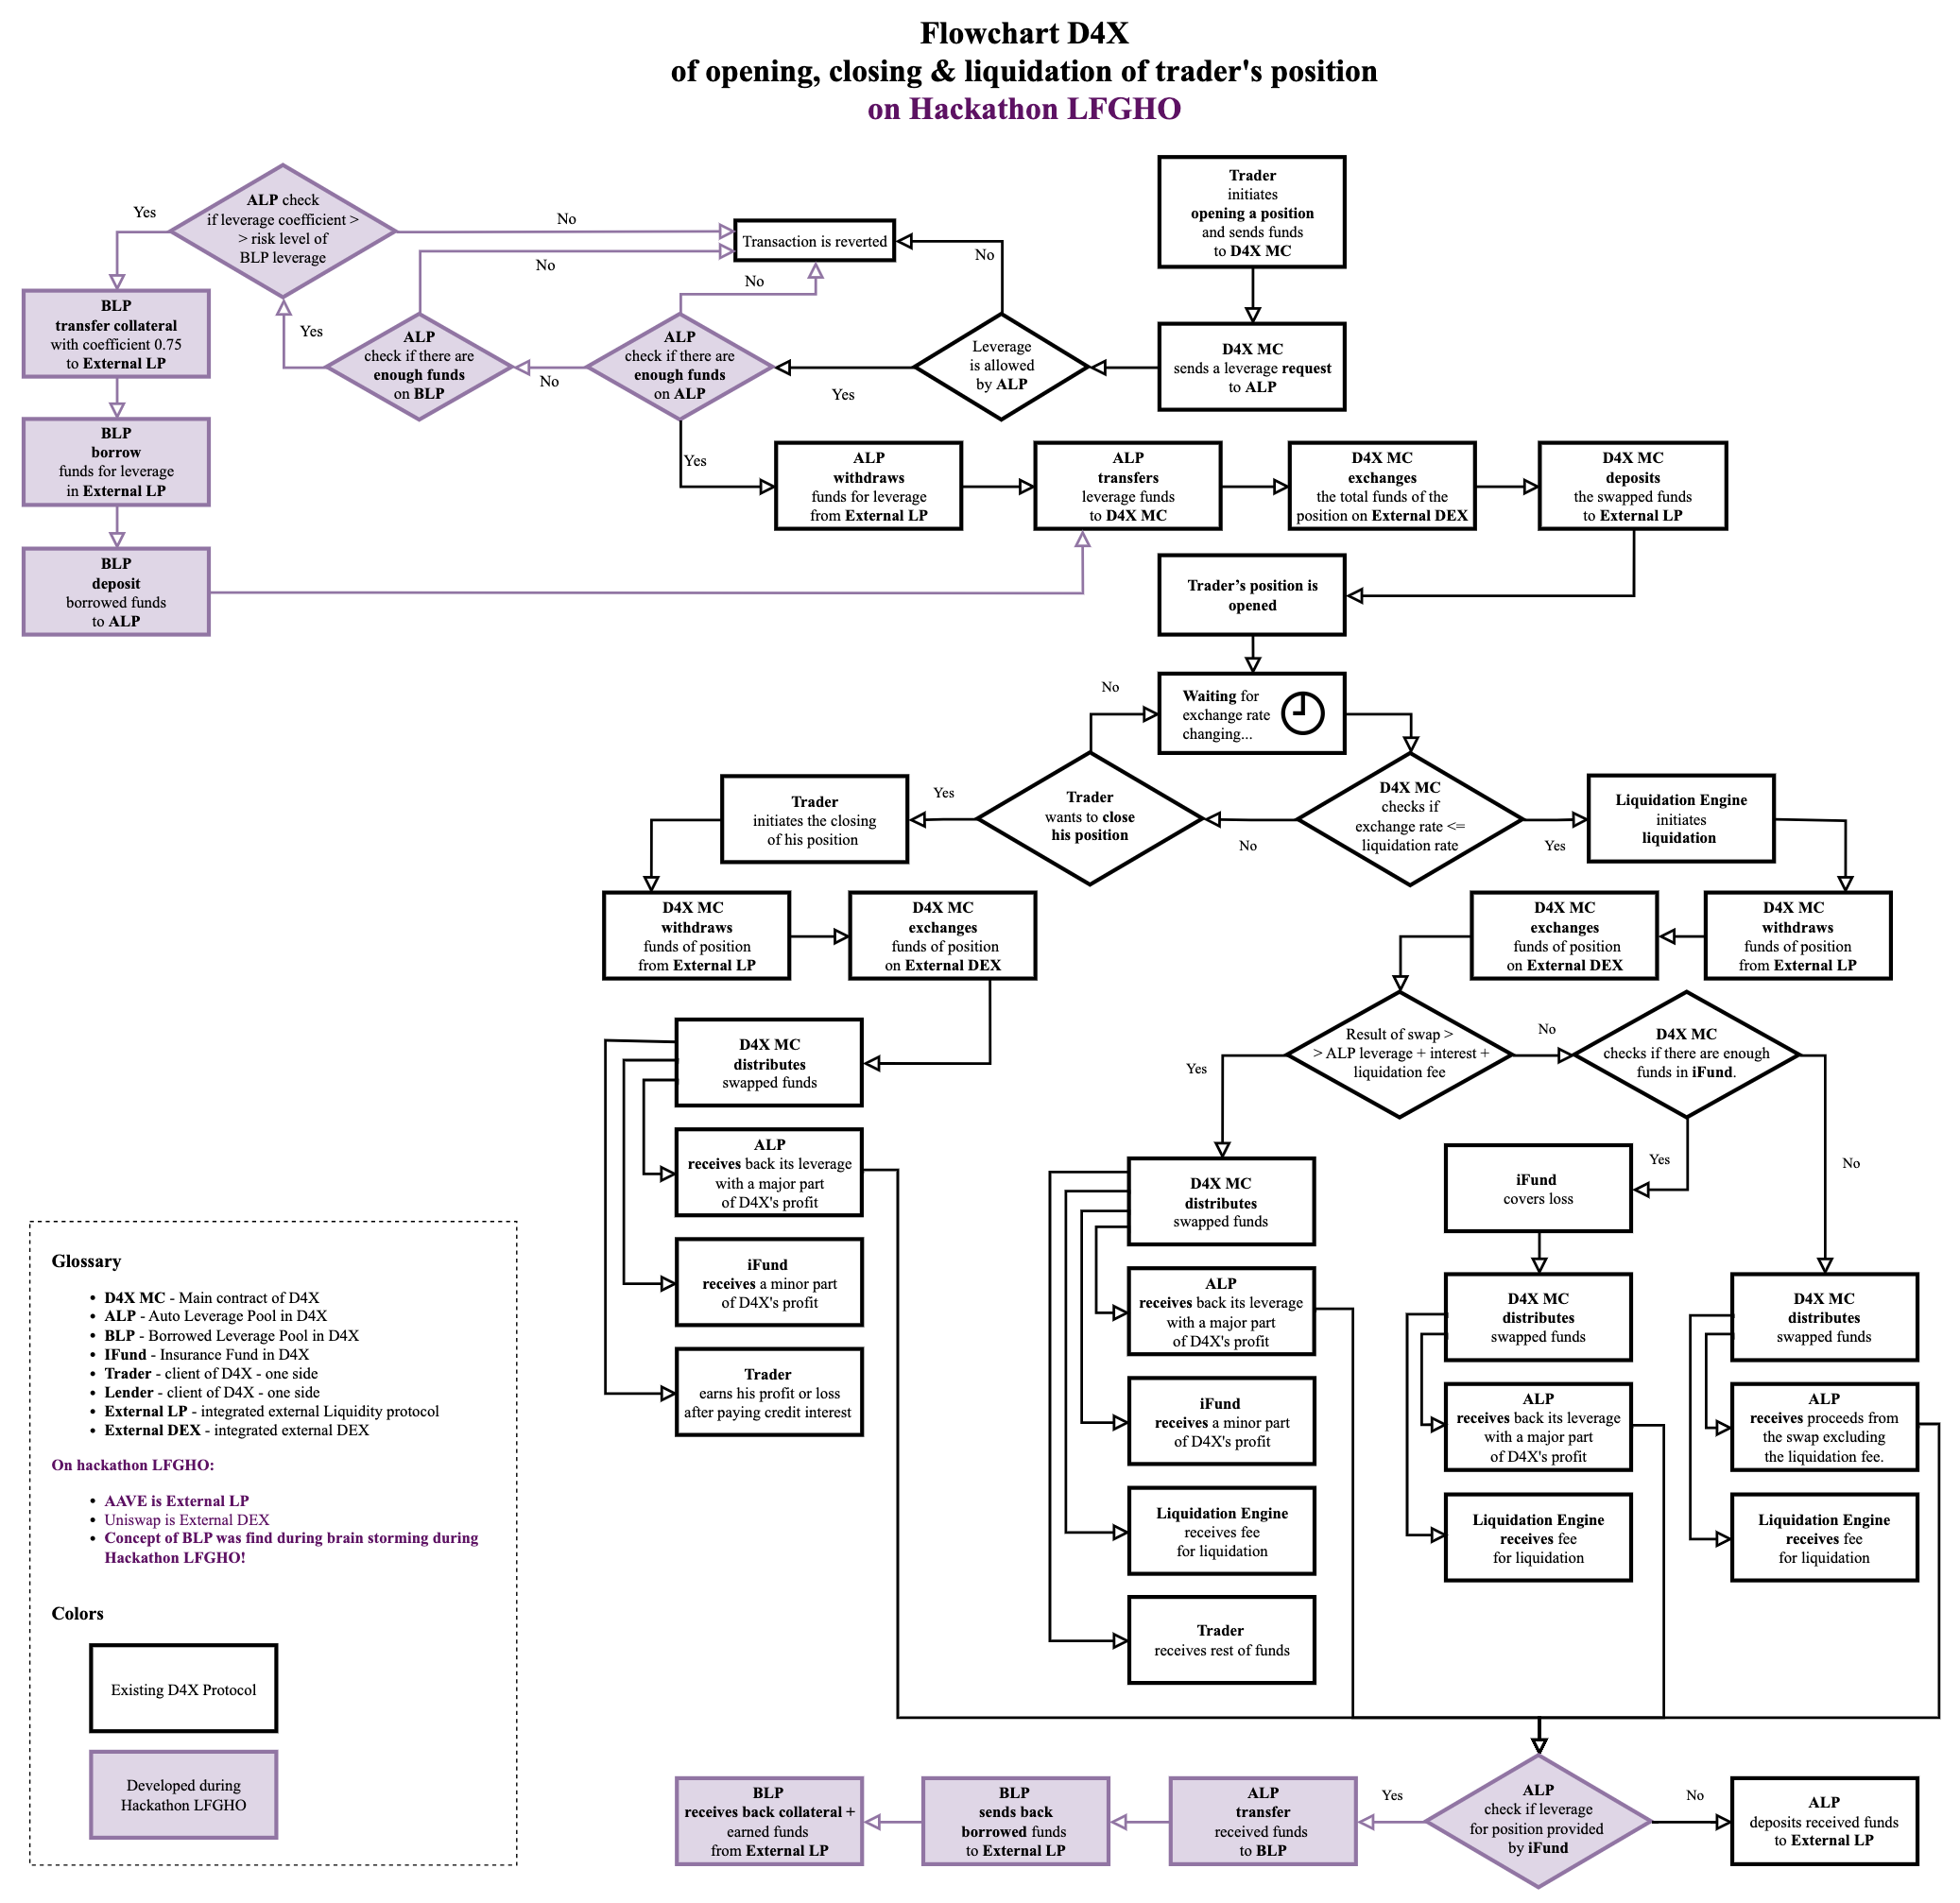 Flowchart D4X
of opening, closing & liquidation of trader's position
on Hackathon LFGHO
Trader
initiates
opening a position
and sends funds
to D4X MC
D4X MC
sends a leverage request
to ALP
Leverage
is allowed
by ALP
No
Yes
Transaction is reverted
ALP
check if there are
enough funds
on ALP
No
No
Yes
ALP
check if there are
enough funds
on BLP
No
Yes
ALP check
if leverage coefficient >
> risk level of
BLP leverage
No
Yes
BLP
transfer collateral
with coefficient 0.75
to External LP
BLP
borrow
funds for leverage
in External LP
BLP
deposit
borrowed funds
to ALP
ALP
withdraws
funds for leverage
from External LP
ALP
transfers
leverage funds
to D4X MC
D4X MC
exchanges
the total funds of the
position on External DEX
D4X MC
deposits
the swapped funds
to External LP
Trader’s position is
opened
Waiting for
exchange rate
changing...
D4X MC
checks if
exchange rate <=
liquidation rate
No
Yes
Trader
wants to close
his position
No
Yes
Trader
initiates the closing
of his position
Liquidation Engine
initiates
liquidation
D4X MC
withdraws
funds of position
from External LP
D4X MC
exchanges
funds of position
on External DEX
D4X MC
exchanges
funds of position
on External DEX
D4X MC
withdraws
funds of position
from External LP
D4X MC
distributes
swapped funds
ALP
receives back its leverage
with a major part
of D4X's profit
iFund
receives a minor part
of D4X's profit
Trader
earns his profit or loss
after paying credit interest
Result of swap >
> ALP leverage + interest +
liquidation fee
Yes
No
D4X MC
checks if there are enough
funds in iFund.
Yes
No
D4X MC
distributes
swapped funds
ALP
receives back its leverage
with a major part
of D4X's profit
iFund
receives a minor part
of D4X's profit
Liquidation Engine
receives fee
for liquidation
Trader
receives rest of funds
iFund
covers loss
D4X MC
distributes
swapped funds
ALP
receives back its leverage
with a major part
of D4X's profit
Liquidation Engine
receives fee
for liquidation
D4X MC
distributes
swapped funds
ALP
receives proceeds from
the swap excluding
the liquidation fee.
Liquidation Engine
receives fee
for liquidation
ALP
check if leverage
for position provided
by iFund
Yes
No
ALP
deposits received funds
to External LP
ALP
transfer
received funds
to BLP
BLP
sends back
borrowed funds
to External LP
BLP
receives back collateral +
earned funds
from External LP
Glossary
• D4X MC - Main contract of D4X
• ALP - Auto Leverage Pool in D4X
• BLP - Borrowed Leverage Pool in D4X
• IFund - Insurance Fund in D4X
• Trader - client of D4X - one side
• Lender - client of D4X - one side
• External LP - integrated external Liquidity protocol
• External DEX - integrated external DEX
On hackathon LFGHO:
• AAVE is External LP
• Uniswap is External DEX
• Concept of BLP was find during brain storming during
Hackathon LFGHO!
Colors
Existing D4X Protocol
Developed during
Hackathon LFGHO